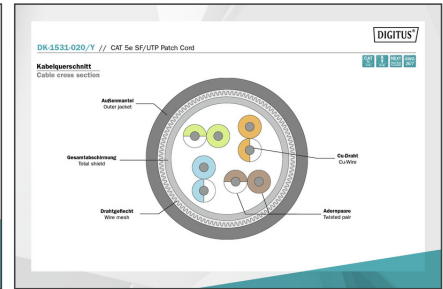 DIGITUS®
DK-1531-020/Y // CAT 5e SF/UTP Patch Cord
Kabelquerschnitt
Cable cross section
Außenmantel
Outer jacket
Gesamtabschirmung
Total shield
Cu-Draht
Cu-Wire
Drahtgeflecht
Wire mesh
Adernpaare
Twisted pair